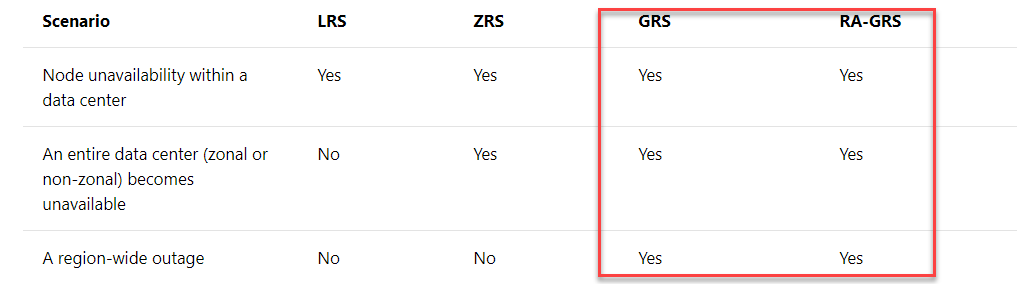 Scenario LRS ZRS GRS RA-GRS
Node unavailability within a Yes Yes Yes Yes
data center
An entire data center (zonal or No Yes Yes Yes
non-zonal) becomes
unavailable
A region-wide outage No No Yes Yes